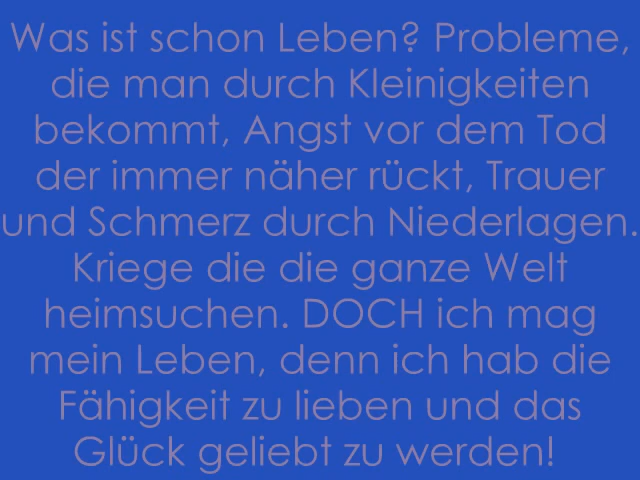 Was ist schon Leben? Probleme,
die man durch Kleinigkeiten
bekommt, Angst vor dem Tod
der immer näher rückt, Trauer
und Schmerz durch Niederlagen.
Kriege die die ganze Welt
heimsuchen. DOCH ich mag
mein Leben, denn ich hab die
Fähigkeit zu lieben und das
Glück geliebt zu werden!